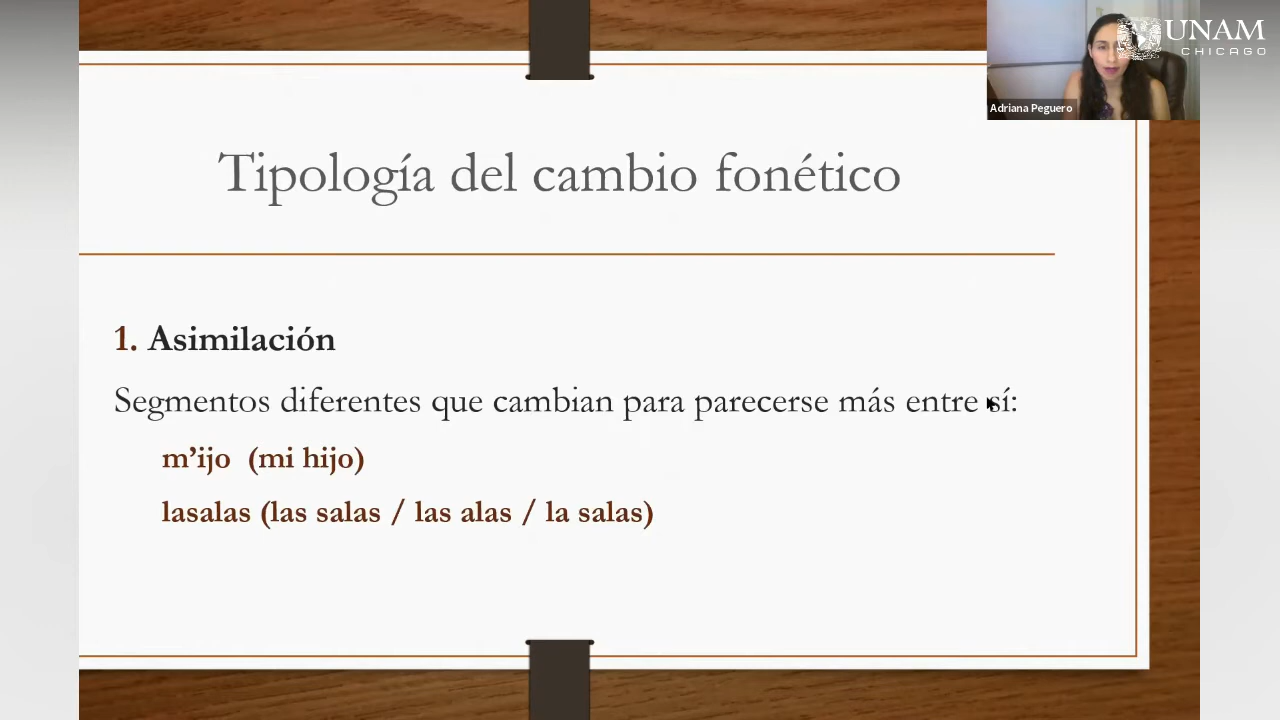 UNAM
CHICAGO
Adriana Peguero
Tipología del cambio fonético
1. Asimilación
Segmentos diferentes que cambian para parecerse más entre sí:
m’ijo (mi hijo)
lasalas (las salas / las alas / la salas)